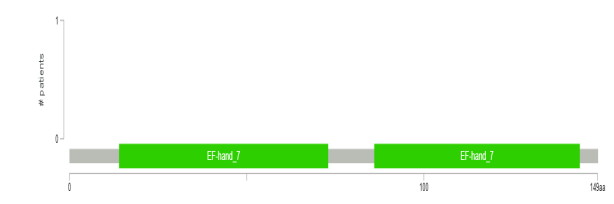 1
# patients
0
EF-hand_7 EF-hand_7
0 100 149aa